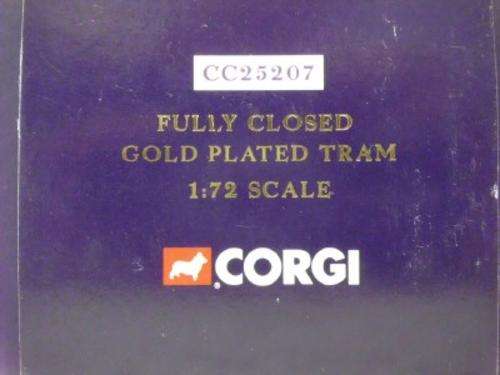 CC25207
FULLY CLOSED
GOLD PLATED TRAM
1:72 SCALE
CORGI